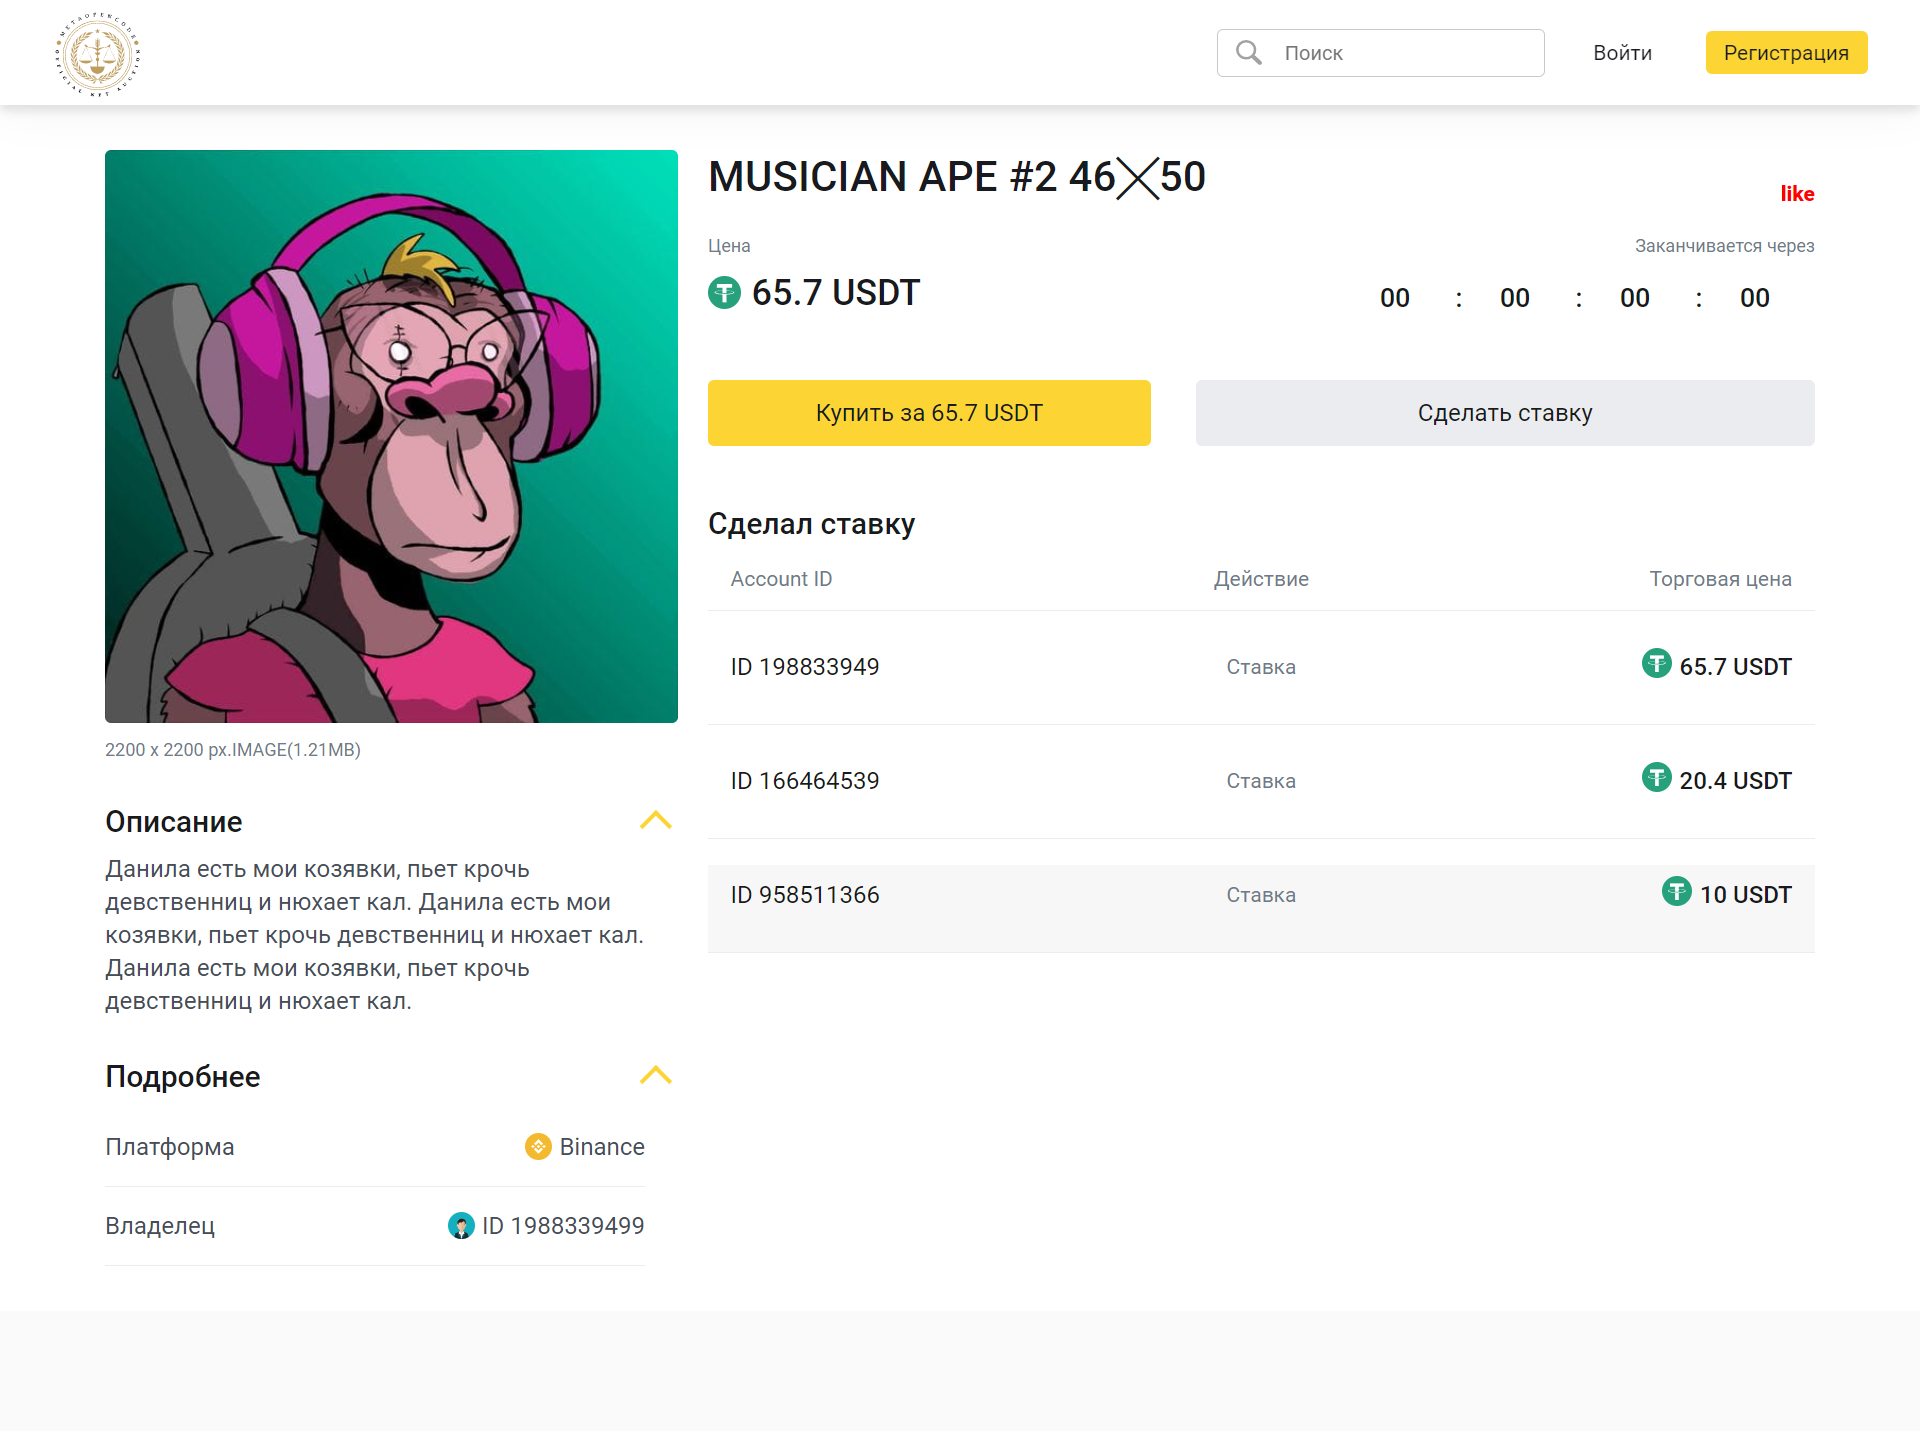 METAOPENCODE
OFFICIAL NFT AUCTION
Поиск
Войти
Регистрация
MUSICIAN APE #2 46╳50
like
Цена
Заканчивается через
65.7 USDT
00 : 00 : 00 : 00
Купить за 65.7 USDT
Сделать ставку
Сделал ставку
Account ID Действие Торговая цена
ID 198833949 Ставка 65.7 USDT
ID 166464539 Ставка 20.4 USDT
ID 958511366 Ставка 10 USDT
2200 x 2200 px.IMAGE(1.21MB)
Описание
Данила есть мои козявки, пьет крочь
девственниц и нюхает кал. Данила есть мои
козявки, пьет крочь девственниц и нюхает кал.
Данила есть мои козявки, пьет крочь
девственниц и нюхает кал.
Подробнее
Платформа Binance
Владелец ID 1988339499